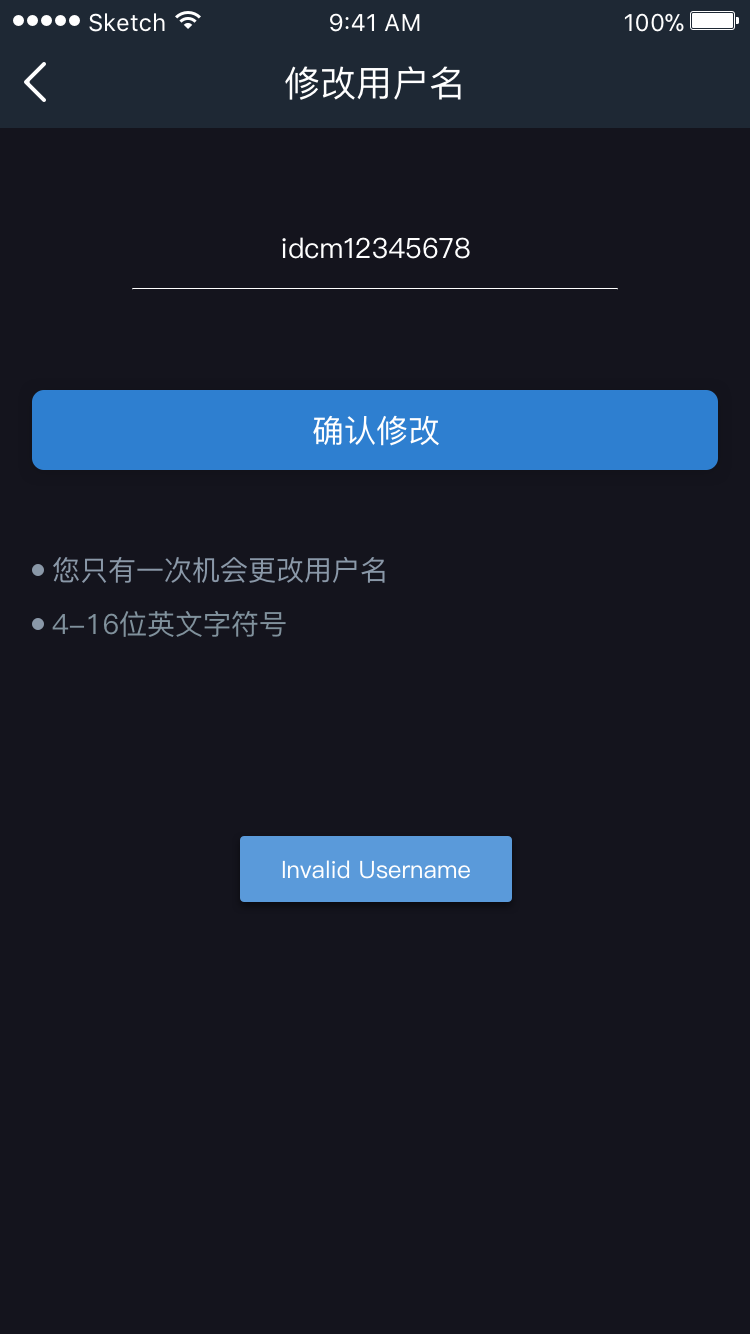 Sketch 9:41 AM 100%
修改用户名
idcm12345678
确认修改
您只有一次机会更改用户名
4-16位英文字符号
Invalid Username